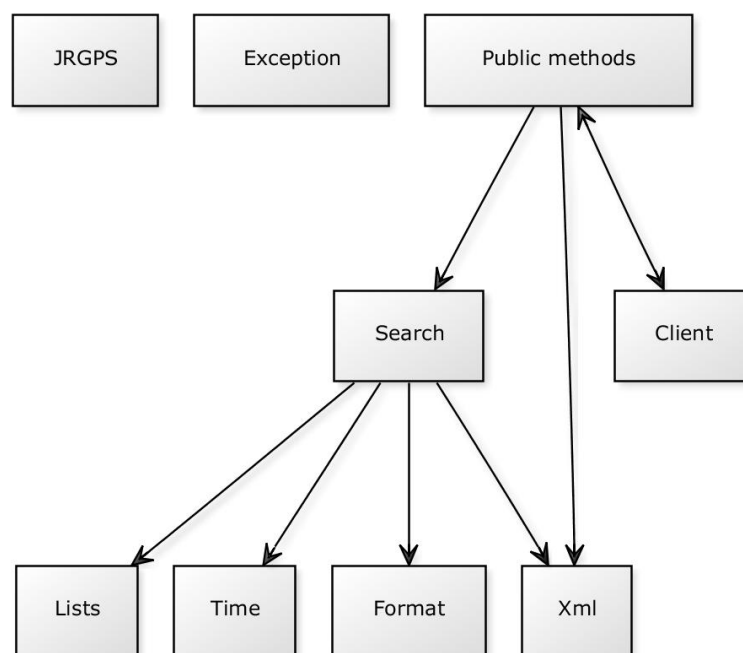 JRGPS
Exception
Public methods
Search
Client
Lists
Time
Format
Xml